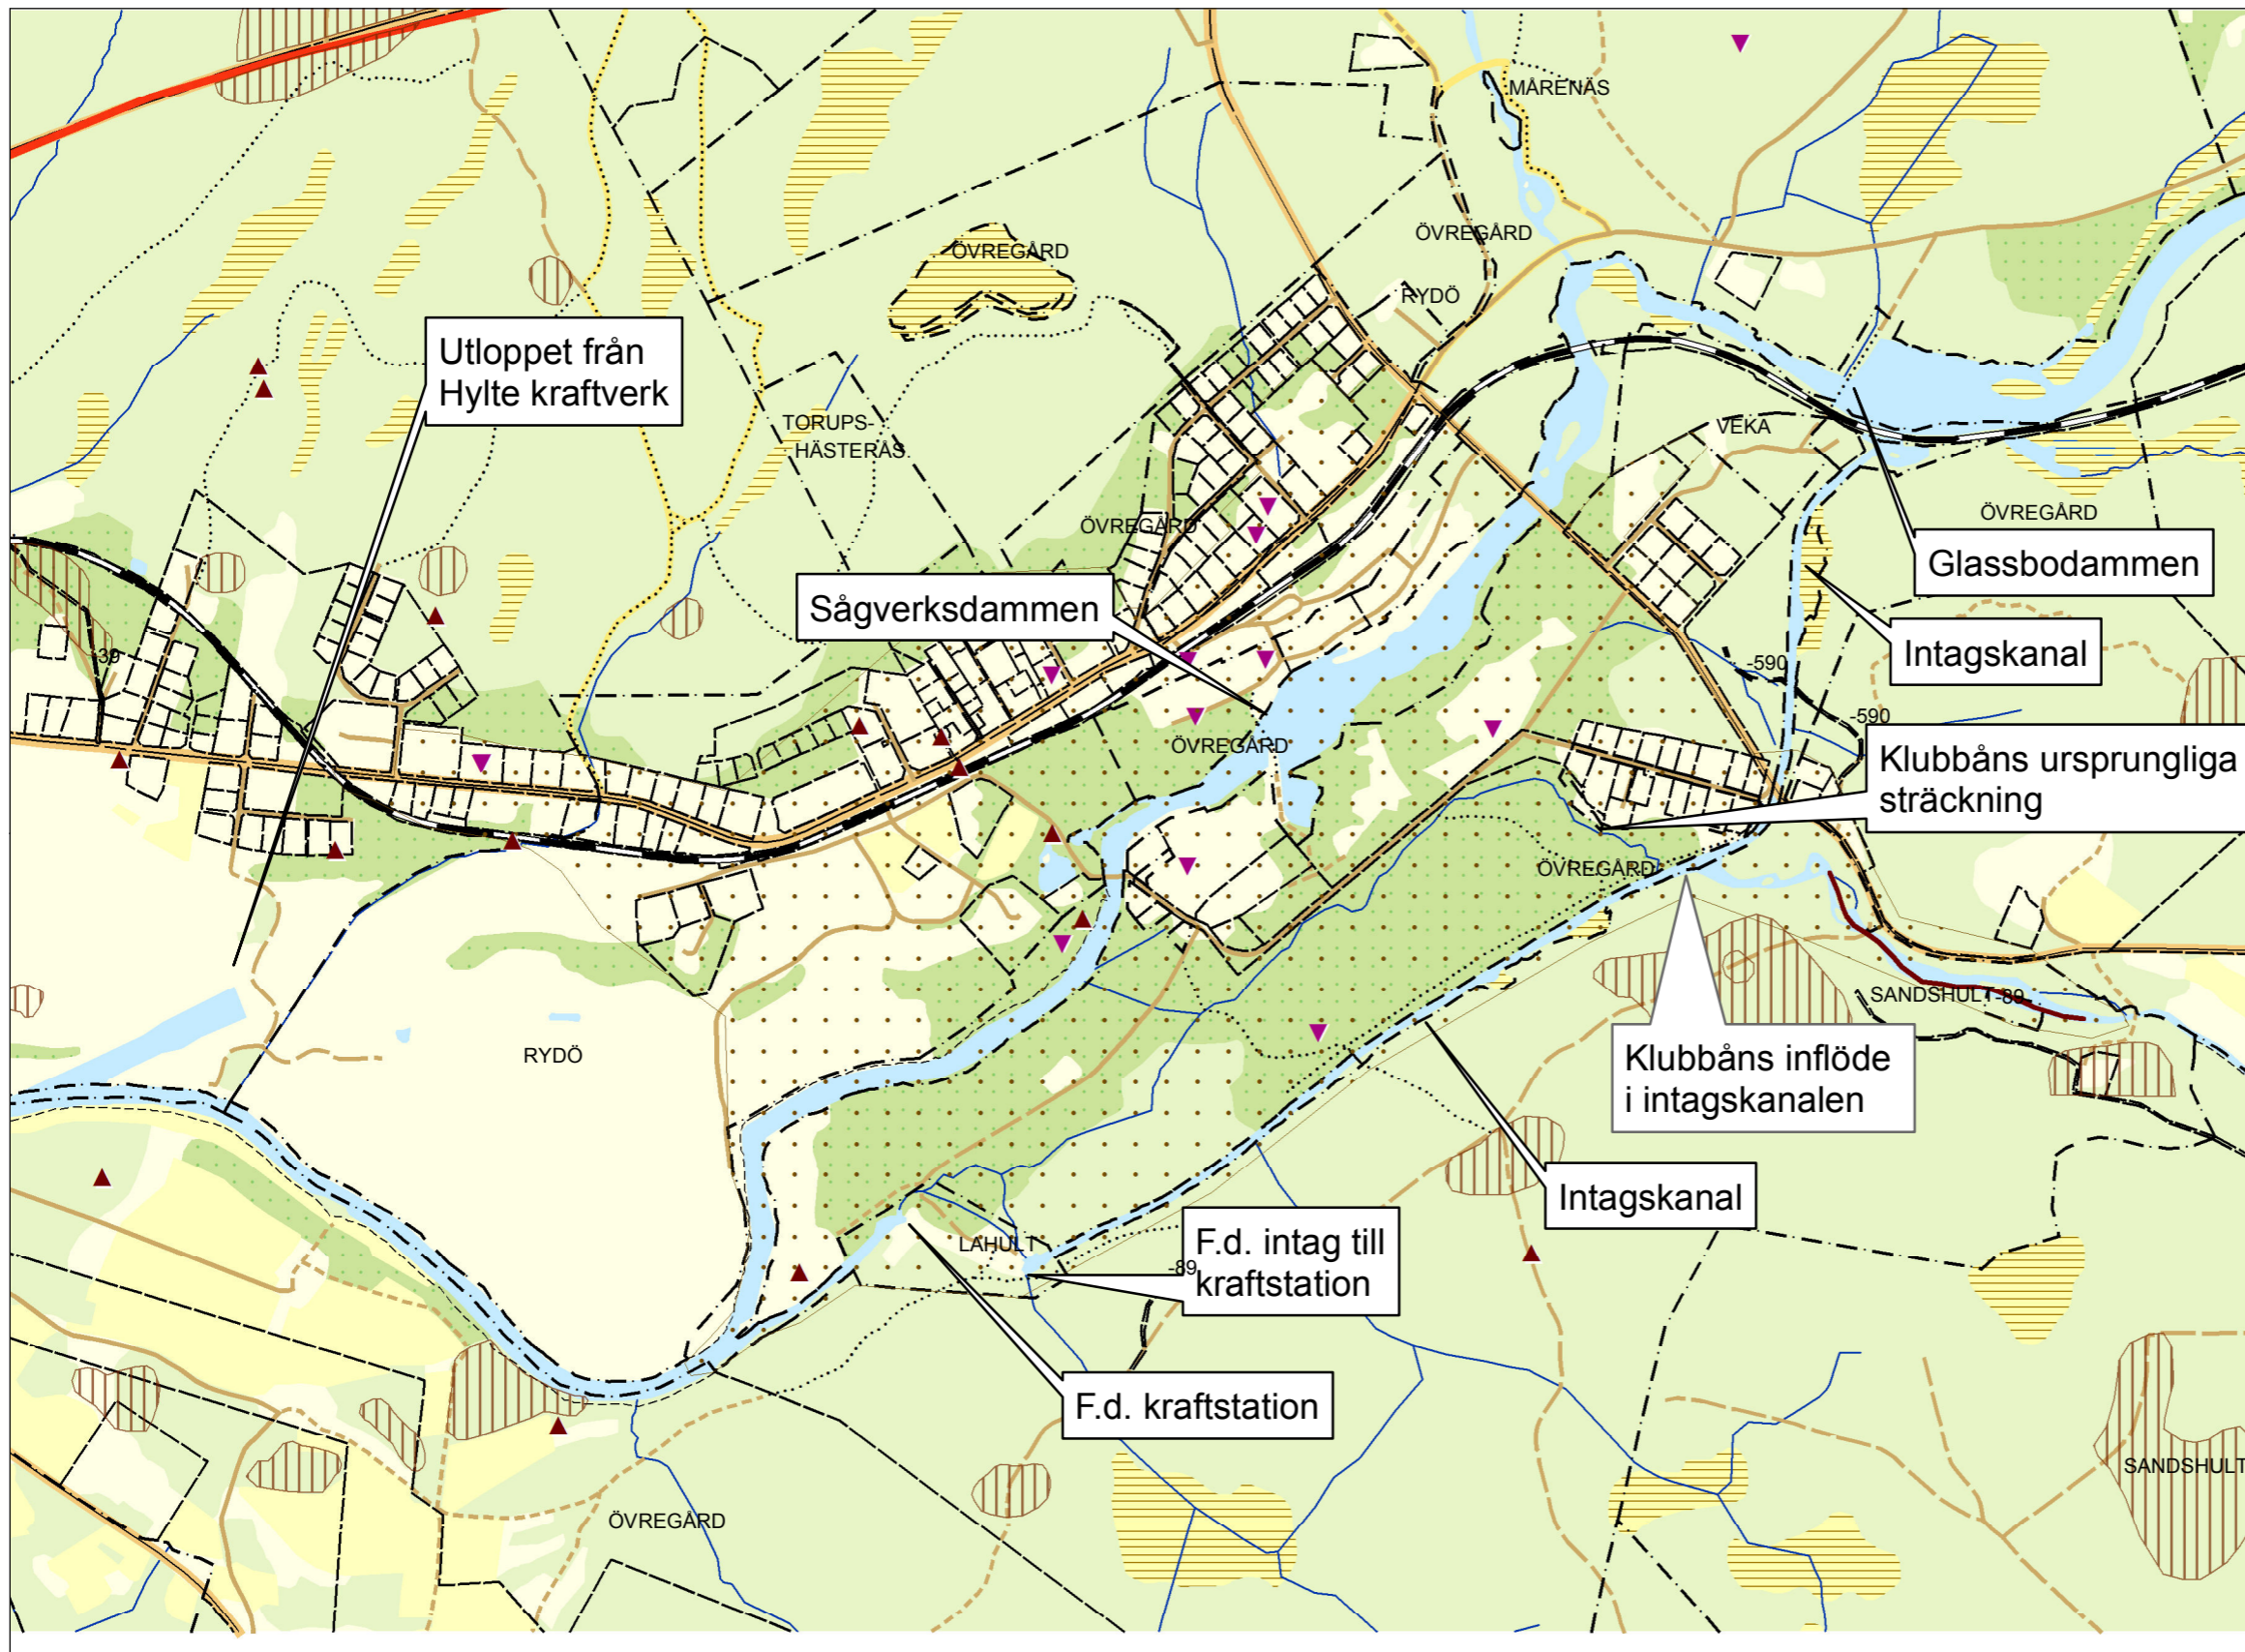 MÅRENÄS
ÖVREGÅRD
ÖVREGÅRD
RYDÖ
Utloppet från
Hylte kraftverk
TORUPS-
HÄSTERÅS
VEKA
ÖVREGÅRD
ÖVREGÅRD
Glassbodammen
Sågverksdammen
Intagskanal
-39
-590
-590
ÖVREGÅRD
Klubbåns ursprungliga
sträckning
ÖVREGÅRD
SANDSHULT
-89
RYDÖ
Klubbåns inflöde
i intagskanalen
Intagskanal
LAHULT
F.d. intag till
kraftstation
-89
F.d. kraftstation
SANDSHULT
ÖVREGÅRD